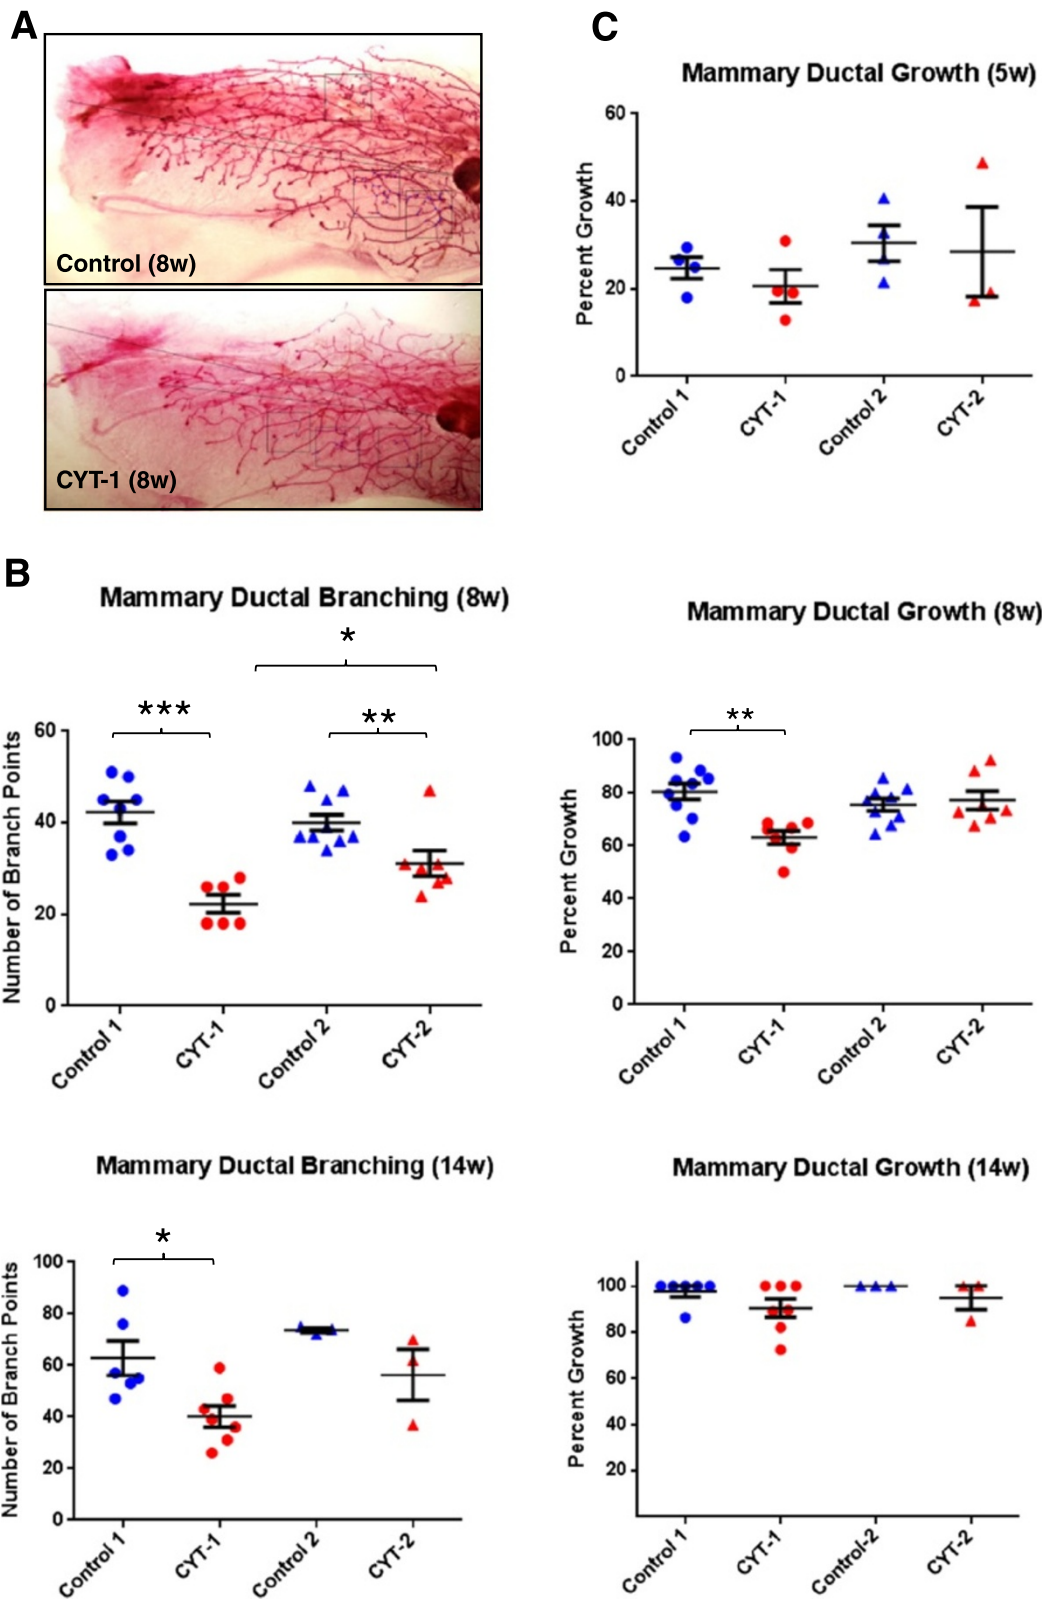 A
Control (8w)
CYT-1 (8w)
B
Mammary Ductal Branching (8w)
*
***
**
Number of Branch Points
60
40
20
0
Control 1
CYT-1
Control 2
CYT-2
Mammary Ductal Branching (14w)
*
Number of Branch Points
100
80
60
40
20
0
Control 1
CYT-1
Control 2
CYT-2
C
Mammary Ductal Growth (5w)
Percent Growth
60
40
20
0
Control 1
CYT-1
Control 2
CYT-2
Mammary Ductal Growth (8w)
**
Percent Growth
100
80
60
40
20
0
Control 1
CYT-1
Control 2
CYT-2
Mammary Ductal Growth (14w)
Percent Growth
100
80
60
40
20
Control 1
CYT-1
Control-2
CYT-2